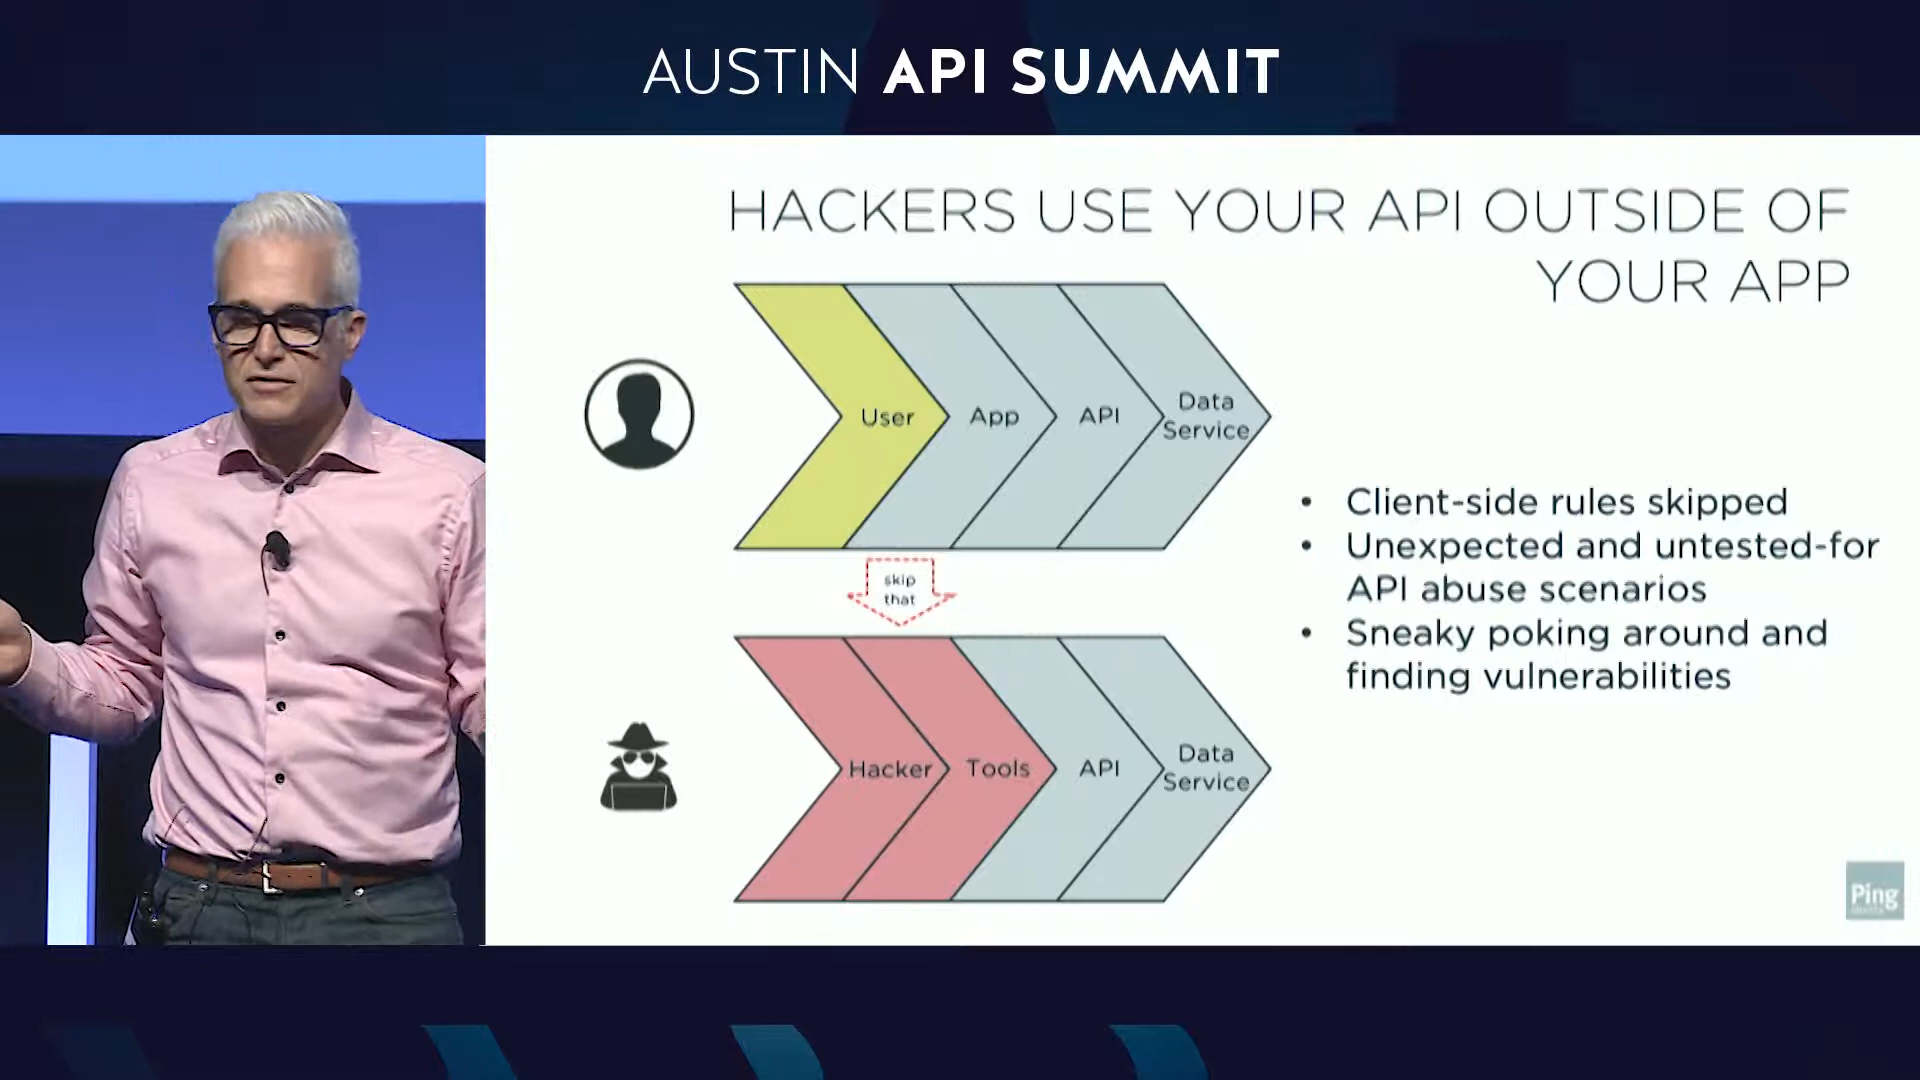 AUSTIN API SUMMIT
HACKERS USE YOUR API OUTSIDE OF
YOUR APP
User
App
API
Data
Service
skip
that
Hacker
Tools
API
Data
Service
• Client-side rules skipped
• Unexpected and untested-for
API abuse scenarios
• Sneaky poking around and
finding vulnerabilities
Ping